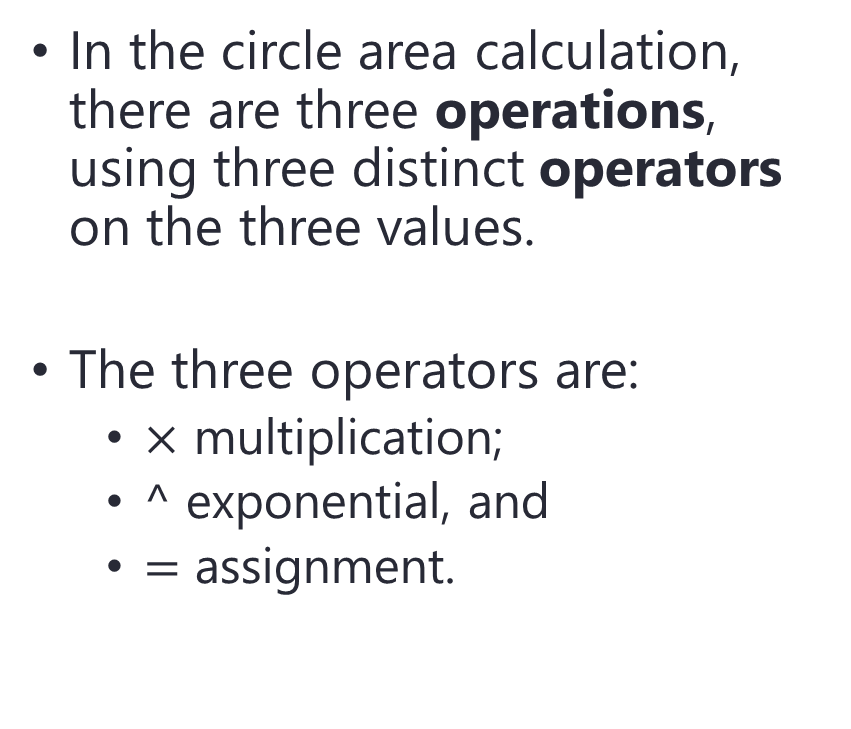 • In the circle area calculation,
there are three operations,
using three distinct operators
on the three values.
• The three operators are:
• × multiplication;
• ^ exponential, and
• = assignment.